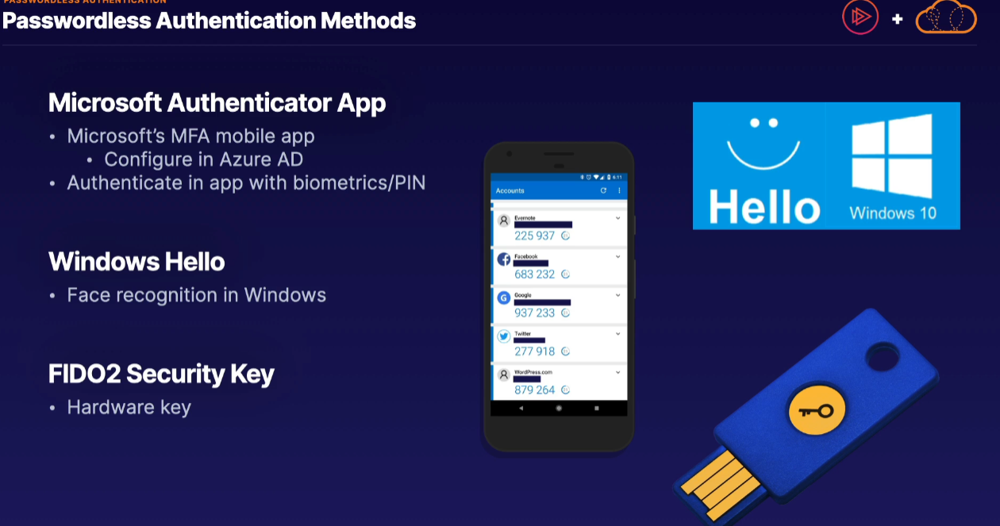 PASSWORDLESS AUTHENTICATION
Passwordless Authentication Methods
Microsoft Authenticator App
• Microsoft’s MFA mobile app
• Configure in Azure AD
• Authenticate in app with biometrics/PIN
Windows Hello
• Face recognition in Windows
FIDO2 Security Key
• Hardware key
6:11
Accounts
Evernote
225 937
Facebook
683 232
Google
937 233
Twitter
277 918
WordPress.com
879 264
Hello
Windows 10